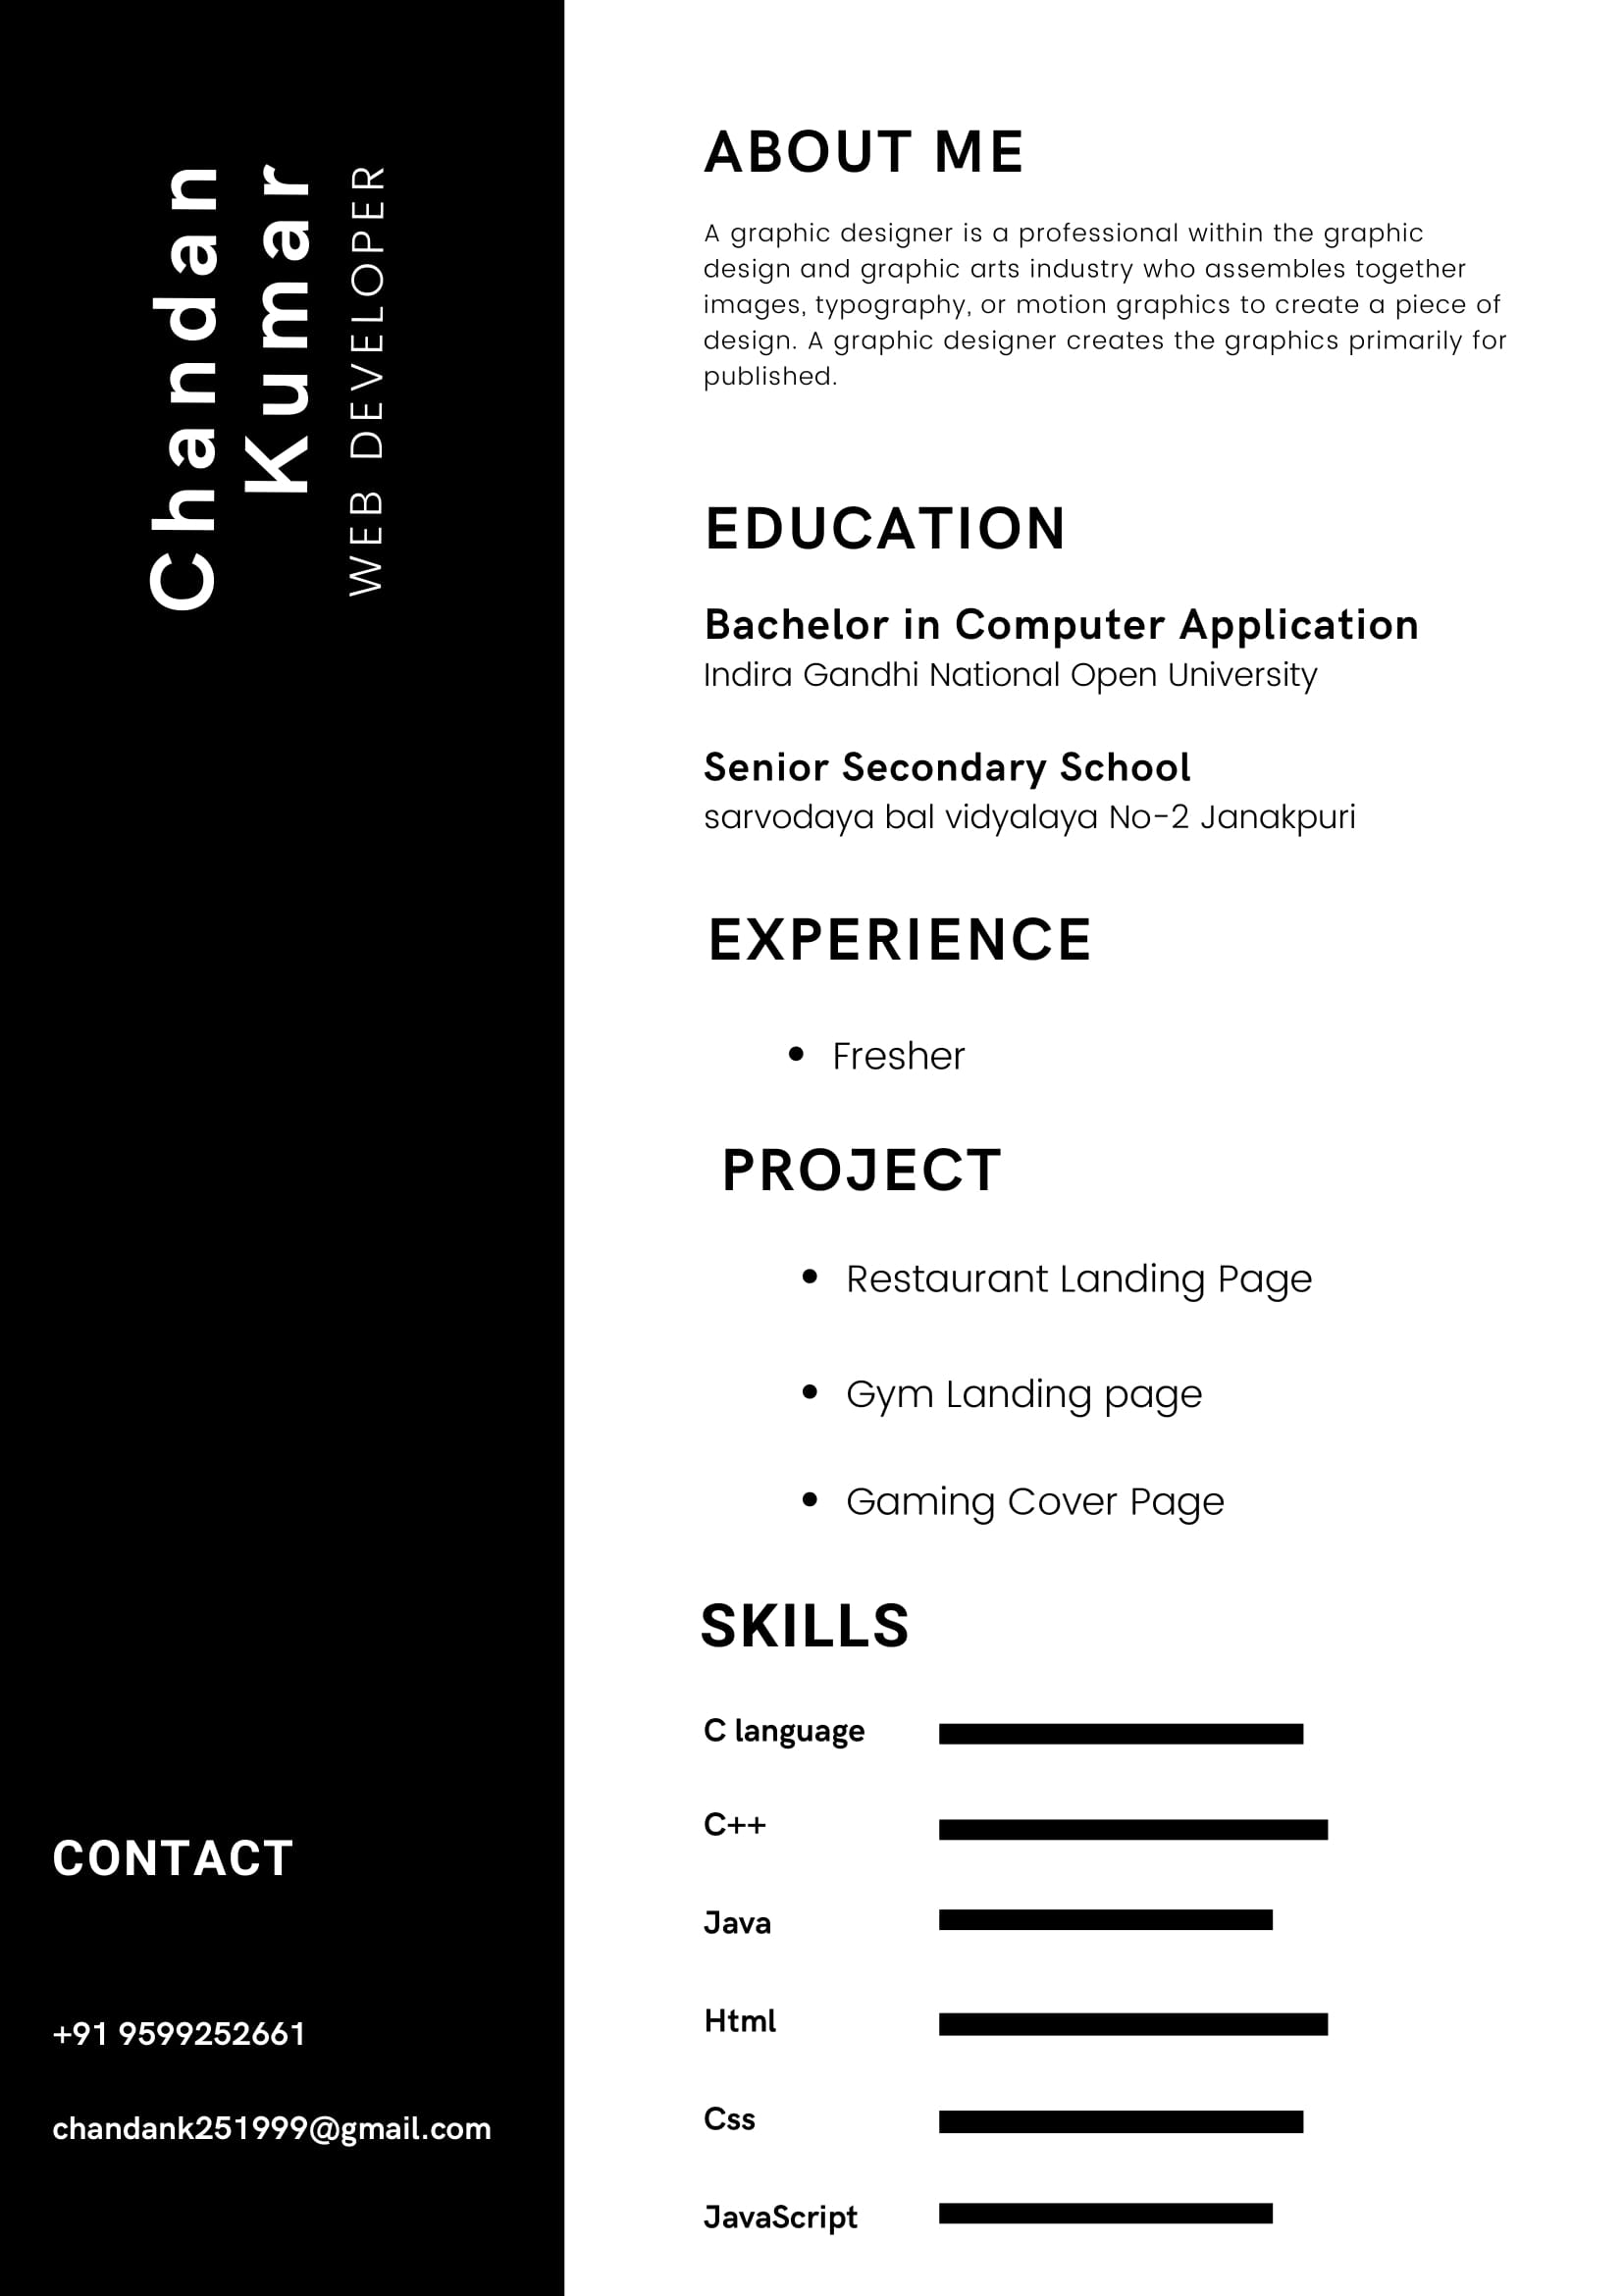 Chandan
Kumar
WEB DEVELOPER
CONTACT
+91 9599252661
chandank251999@gmail.com
ABOUT ME
A graphic designer is a professional within the graphic
design and graphic arts industry who assembles together
images, typography, or motion graphics to create a piece of
design. A graphic designer creates the graphics primarily for
published.
EDUCATION
Bachelor in Computer Application
Indira Gandhi National Open University
Senior Secondary School
sarvodaya bal vidyalaya No-2 Janakpuri
EXPERIENCE
• Fresher
PROJECT
• Restaurant Landing Page
• Gym Landing page
• Gaming Cover Page
SKILLS
C language
C++
Java
Html
Css
JavaScript